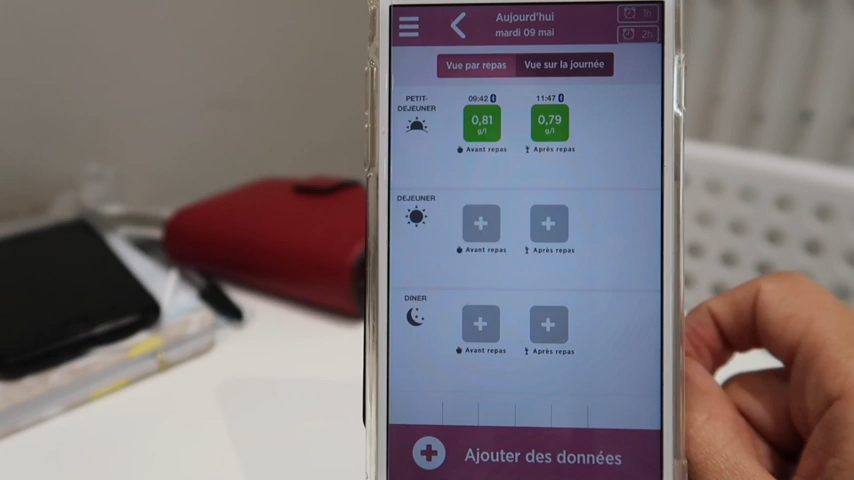 Aujourd'hui
mardi 09 mai
1h
2h
Vue par repas Vue sur la journée
PETIT-
DEJEUNER
09:42 11:47
0,81 0,79
g/l g/l
Avant repas Après repas
DEJEUNER
+ +
Avant repas Après repas
DINER
+ +
Avant repas Après repas
+ Ajouter des données